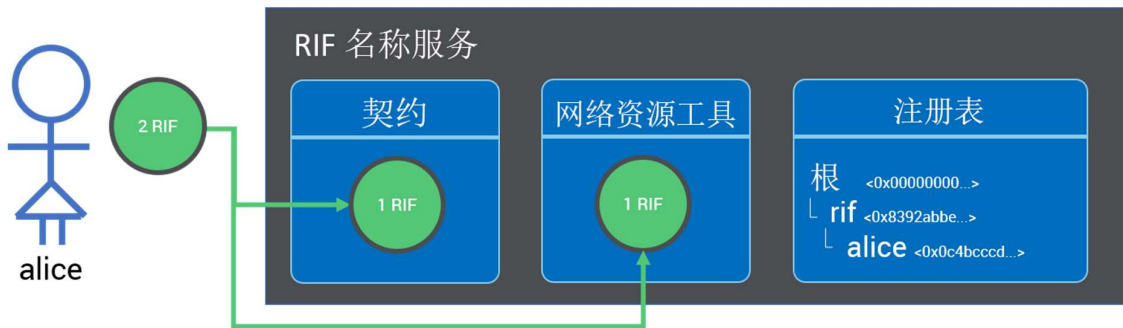 RIF 名称服务
2 RIF
alice
契约
1 RIF
网络资源工具
1 RIF
注册表
根 <0x00000000...>
rif <0x8392abbe...>
alice <0x0c4bcccd...>